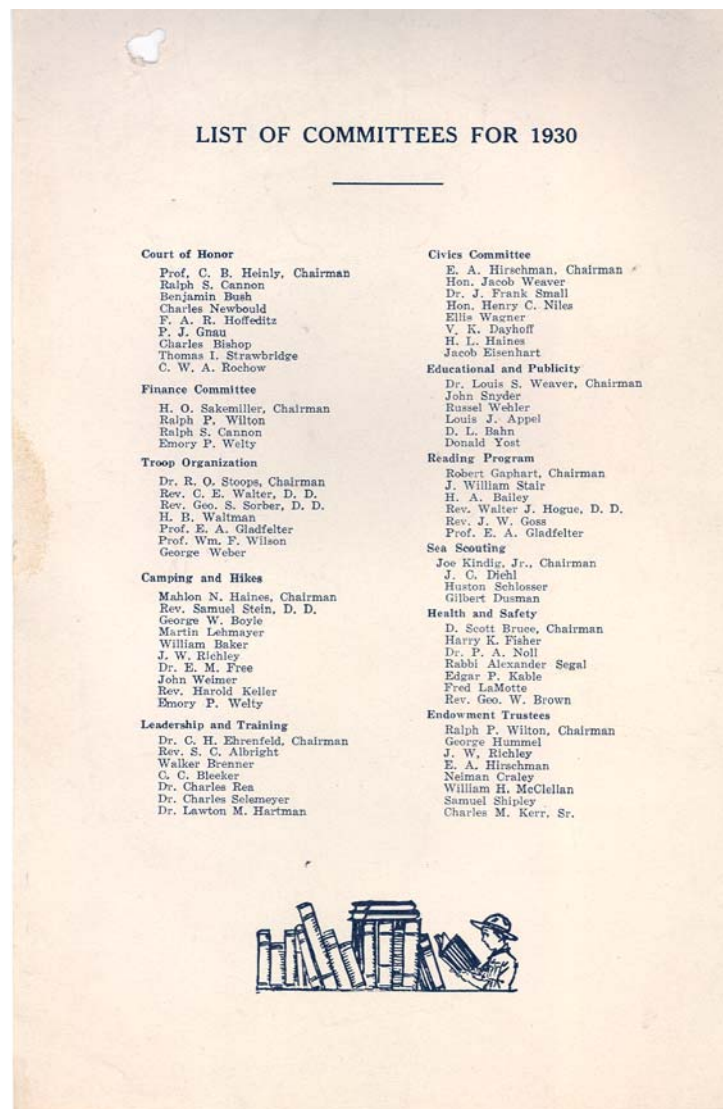 LIST OF COMMITTEES FOR 1930
Court of Honor
Prof. C. B. Heinly, Chairman
Ralph S. Cannon
Benjamin Bush
Charles Newbould
F. A. R. Hoffeditz
P. J. Gnau
Charles Bishop
Thomas I. Strawbridge
C. W. A. Rochow
Finance Committee
H. O. Sakemiller, Chairman
Ralph P. Wilton
Ralph S. Cannon
Emory P. Welty
Troop Organization
Dr. R. O. Stoops, Chairman
Rev. C. E. Walter, D. D.
Rev. Geo. S. Sorber, D. D.
H. B. Waltman
Prof. E. A. Gladfelter
Prof. Wm. F. Wilson
George Weber
Camping and Hikes
Mahlon N. Haines, Chairman
Rev. Samuel Stein, D. D.
George W. Boyle
Martin Lehmayer
William Baker
J. W. Richley
Dr. E. M. Free
John Weimer
Rev. Harold Keller
Emory P. Welty
Leadership and Training
Dr. C. H. Ehrenfeld, Chairman
Rev. S. C. Albright
Walker Brenner
C. C. Bleeker
Dr. Charles Rea
Dr. Charles Selemeyer
Dr. Lawton M. Hartman
Civics Committee
E. A. Hirschman, Chairman
Hon. Jacob Weaver
Dr. J. Frank Small
Hon. Henry C. Niles
Ellis Wagner
V. K. Dayhoff
H. L. Haines
Jacob Eisenhart
Educational and Publicity
Dr. Louis S. Weaver, Chairman
John Snyder
Russel Wehler
Louis J. Appel
D. L. Bahn
Donald Yost
Reading Program
Robert Gaphart, Chairman
J. William Stair
H. A. Bailey
Rev. Walter J. Hogue, D. D.
Rev. J. W. Goss
Prof. E. A. Gladfelter
Sea Scouting
Joe Kindig, Jr., Chairman
J. C. Diehl
Huston Schlosser
Gilbert Dusman
Health and Safety
D. Scott Bruce, Chairman
Harry K. Fisher
Dr. P. A. Noll
Rabbi Alexander Segal
Edgar P. Kable
Fred LaMotte
Rev. Geo. W. Brown
Endowment Trustees
Ralph P. Wilton, Chairman
George Hummel
J. W. Richley
E. A. Hirschman
Neiman Craley
William H. McClellan
Samuel Shipley
Charles M. Kerr, Sr.